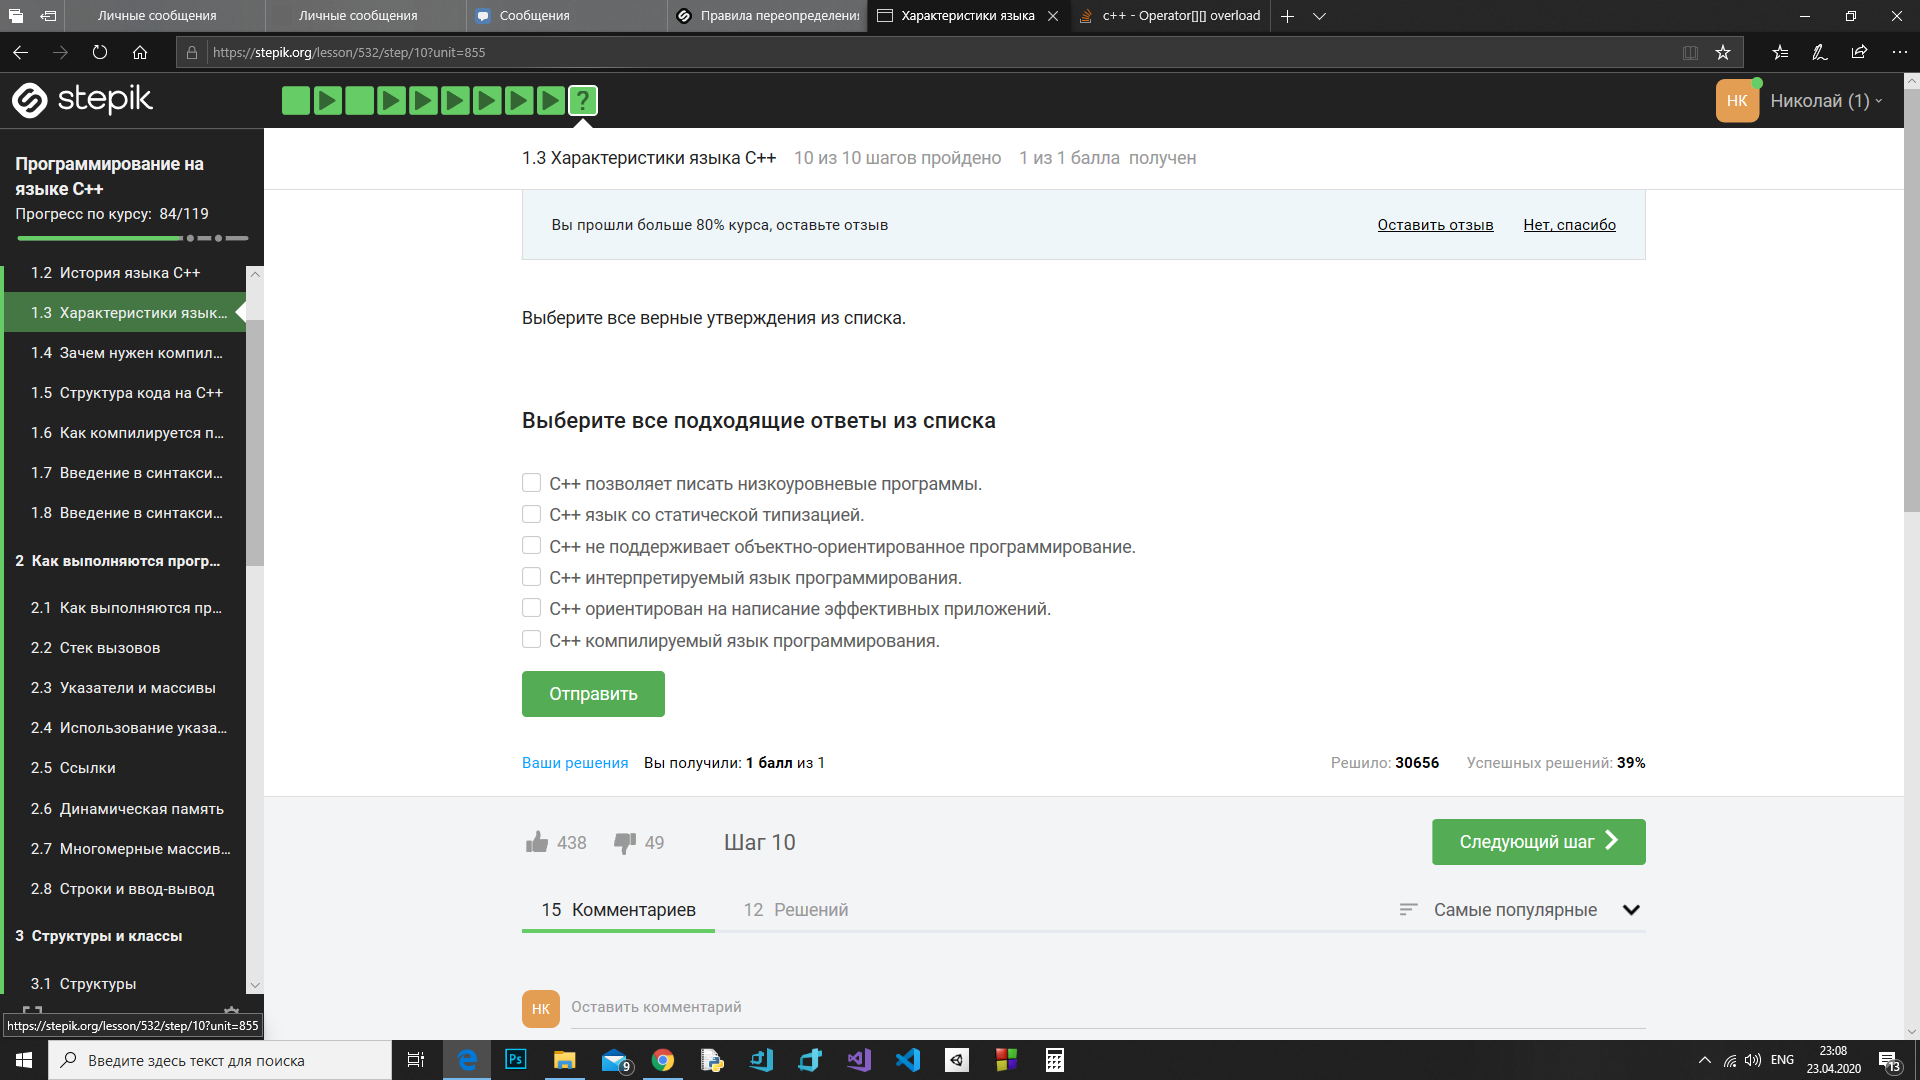 Личные сообщения
Личные сообщения
Сообщения
Правила переопределения
Характеристики языка
c++ - Operator[][] overload
https://stepik.org/lesson/532/step/10?unit=855
stepik
?
НК
Николай (1)
Программирование на
языке C++
Прогресс по курсу: 84/119
1.2 История языка C++
1.3 Характеристики язык...
1.4 Зачем нужен компил...
1.5 Структура кода на C++
1.6 Как компилируется п...
1.7 Введение в синтакси...
1.8 Введение в синтакси...
2 Как выполняются прогр...
2.1 Как выполняются пр...
2.2 Стек вызовов
2.3 Указатели и массивы
2.4 Использование указа...
2.5 Ссылки
2.6 Динамическая память
2.7 Многомерные массив...
2.8 Строки и ввод-вывод
3 Структуры и классы
3.1 Структуры
https://stepik.org/lesson/532/step/10?unit=855
1.3 Характеристики языка C++ 10 из 10 шагов пройдено 1 из 1 балла получен
Вы прошли больше 80% курса, оставьте отзыв
Оставить отзыв
Нет, спасибо
Выберите все верные утверждения из списка.
Выберите все подходящие ответы из списка
C++ позволяет писать низкоуровневые программы.
C++ язык со статической типизацией.
C++ не поддерживает объектно-ориентированное программирование.
C++ интерпретируемый язык программирования.
C++ ориентирован на написание эффективных приложений.
C++ компилируемый язык программирования.
Отправить
Ваши решения Вы получили: 1 балл из 1
Решило: 30656 Успешных решений: 39%
438 49 Шаг 10
Следующий шаг
15 Комментариев 12 Решений
Самые популярные
НК
Оставить комментарий
Введите здесь текст для поиска
Ps
9
ENG
23:08
23.04.2020
13